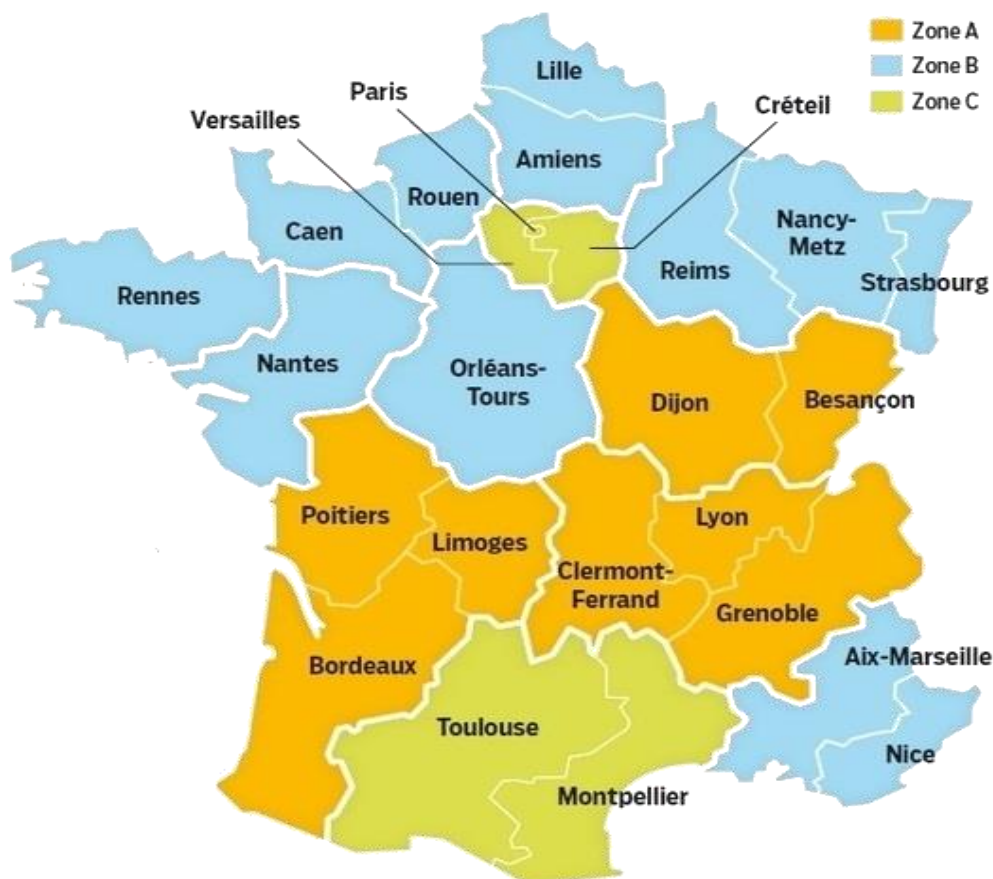 Zone A
Zone B
Zone C
Lille
Paris
Créteil
Versailles
Amiens
Rouen
Caen
Nancy-
Metz
Reims
Strasbourg
Rennes
Nantes
Orléans-
Tours
Dijon
Besançon
Poitiers
Limoges
Lyon
Clermont-
Ferrand
Grenoble
Bordeaux
Aix-Marseille
Toulouse
Nice
Montpellier